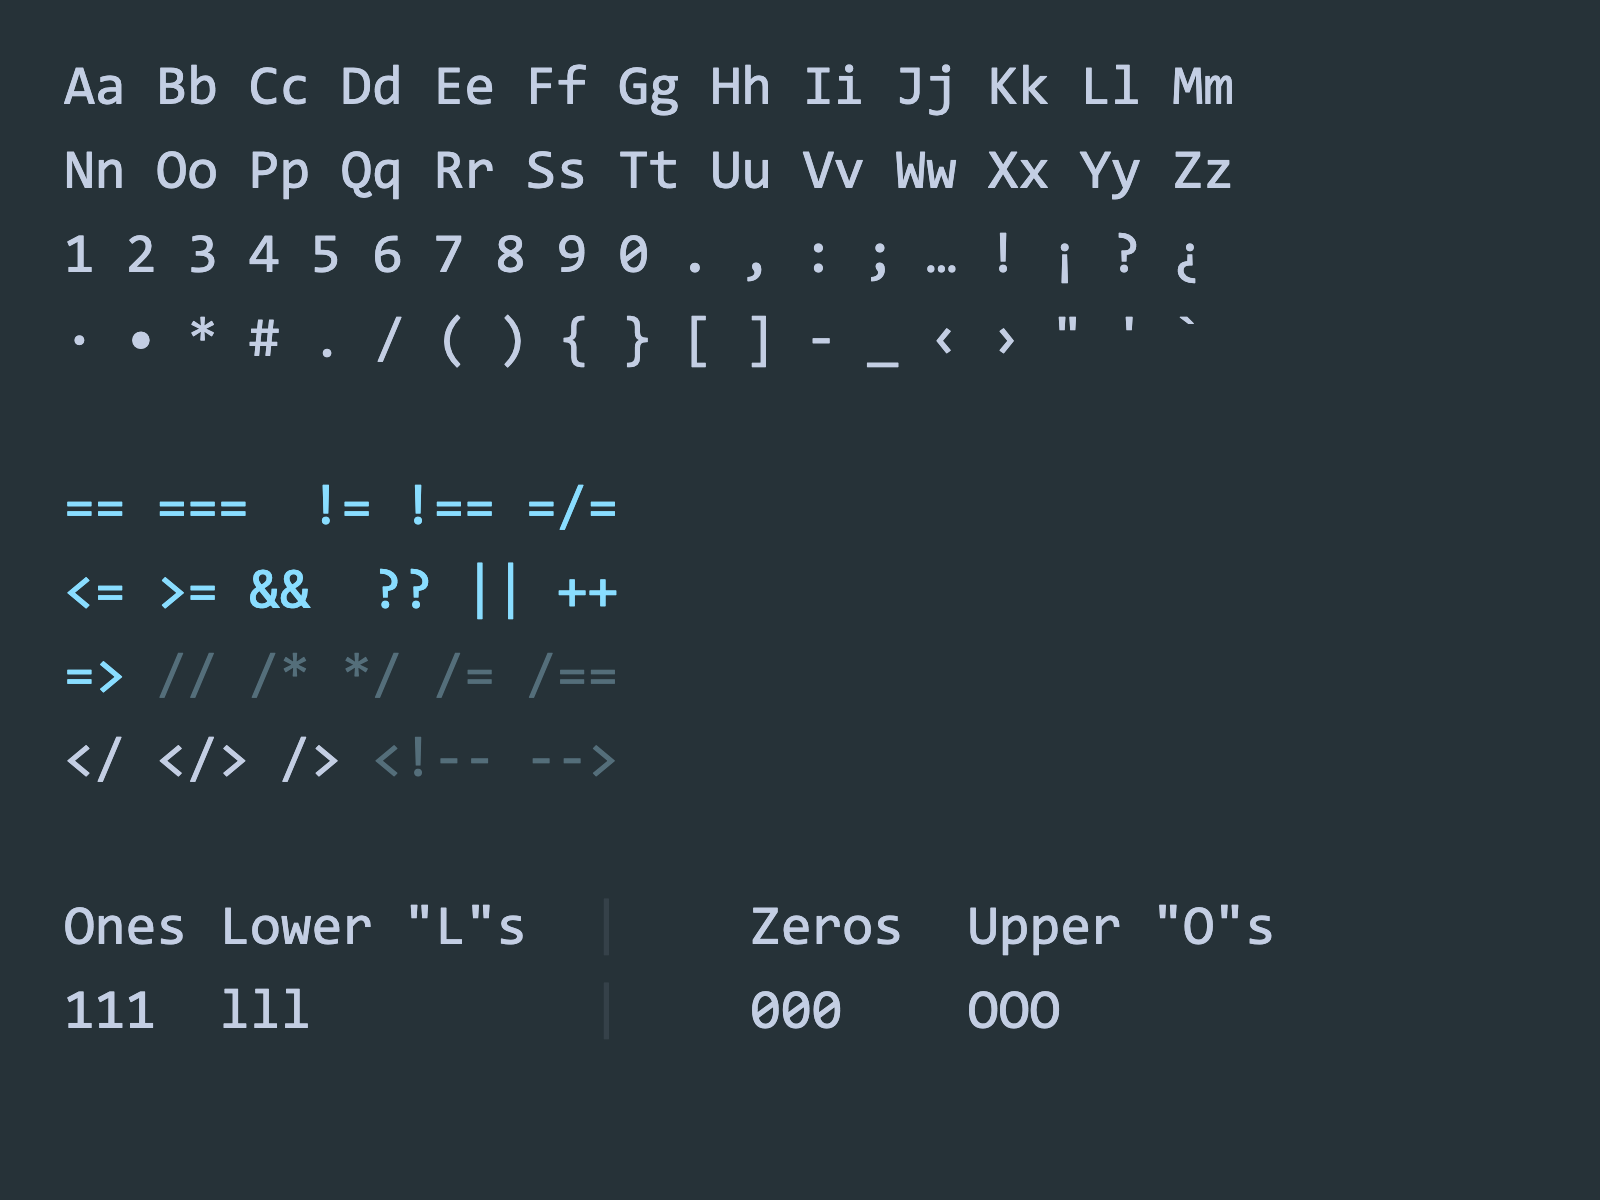 Aa Bb Cc Dd Ee Ff Gg Hh Ii Jj Kk Ll Mm
Nn Oo Pp Qq Rr Ss Tt Uu Vv Ww Xx Yy Zz
1 2 3 4 5 6 7 8 9 0 . , : ; … ! ¡ ? ¿
· • * # . / ( ) { } [ ] - _ ‹ › " ' `
== ===  != !== =/=
<= >= &&  ?? || ++
=> // /* */ /= /==
</ </> /> <!-- -->
Ones Lower "L"s  |    Zeros  Upper "O"s
111  lll         |    000    OOO